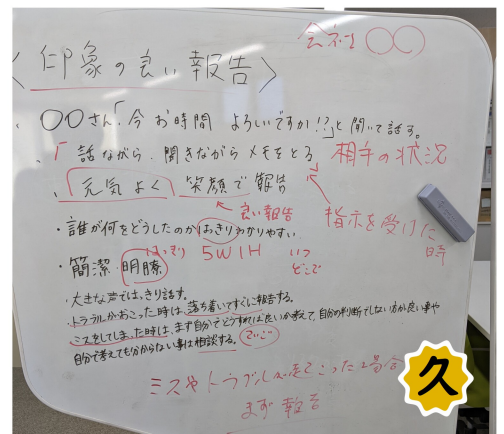 会社〇〇
〈印象の良い報告〉
・〇〇さん「今お時間 よろしいですか!?」と聞いて話す。
・「話ながら、聞きながら メモをとる 相手の状況
「元気よく 笑顔で報告
良い報告
指示を受けた時
・誰が何をどうしたのかはっきりわかりやすい
はっきり 5W1H いつ
どこで
・簡潔・明瞭
・大きな声ではっきり話す。
・トラブルがおこった時は、落ち着いてすぐに報告する。
ミスをしてしまった時は、まず自分でどうすれば良いか考えて、自分の判断でしない方が良い事や
自分で考えても分からない事は相談する。
ミスやトラブルが起こった場合
まず 報告
久